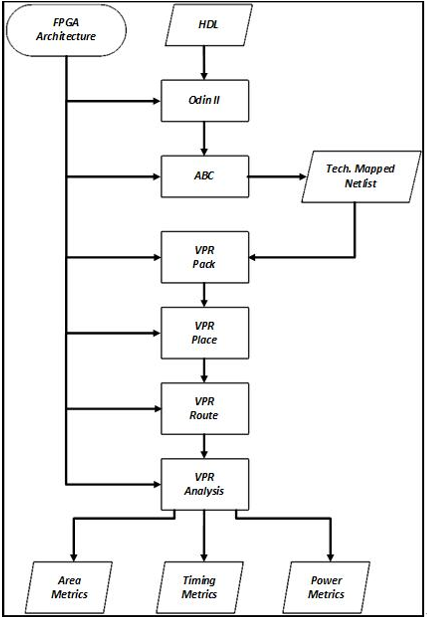 FPGA
Architecture
HDL
Odin II
ABC
Tech. Mapped
Netlist
VPR
Pack
VPR
Place
VPR
Route
VPR
Analysis
Area
Metrics
Timing
Metrics
Power
Metrics